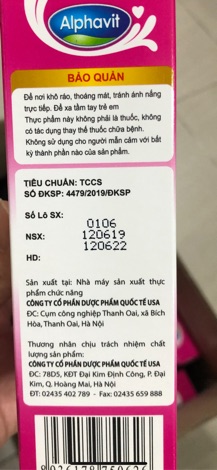 Alphavit
BẢO QUẢN
Để nơi khô ráo, thoáng mát, tránh ánh nắng
trực tiếp. Để xa tầm tay trẻ em
Thực phẩm này không phải là thuốc, không
có tác dụng thay thế thuốc chữa bệnh.
Không sử dụng cho người mẫn cảm với bất
kỳ thành phần nào của sản phẩm.
TIÊU CHUẨN: TCCS
SỐ ĐKSP: 4479/2019/ĐKSP
Số Lô SX: 0106
NSX: 120619
HD: 120622
Sản xuất tại: Nhà máy sản xuất thực
phẩm chức năng
CÔNG TY CỔ PHẦN DƯỢC PHẨM QUỐC TẾ USA
ĐC: Cụm công nghiệp Thanh Oai, xã Bích
Hòa, Thanh Oai, Hà Nội
Thương nhân chịu trách nhiệm chất
lượng sản phẩm:
CÔNG TY CỔ PHẦN DƯỢC PHẨM QUỐC TẾ USA
ĐC: 78D5, KĐT Đại Kim Định Công, P. Đại
Kim, Q. Hoàng Mai, Hà Nội
ĐT: 02435 402 789 - Fax: 02435 659 888